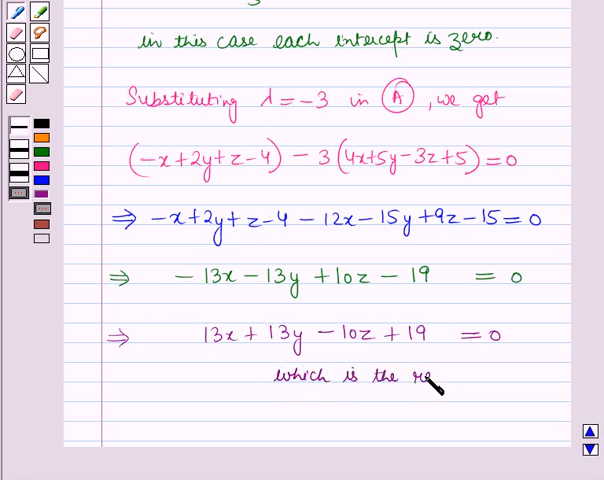 in this case each intercept is zero.
Substituting λ = -3 in (A), we get
(-x+2y+z-4) - 3(4x+5y-3z+5) = 0
⇒ -x+2y+z-4-12x-15y+9z-15=0
⇒ -13x-13y+10z-19 = 0
⇒ 13x+13y-10z+19 = 0
which is the re